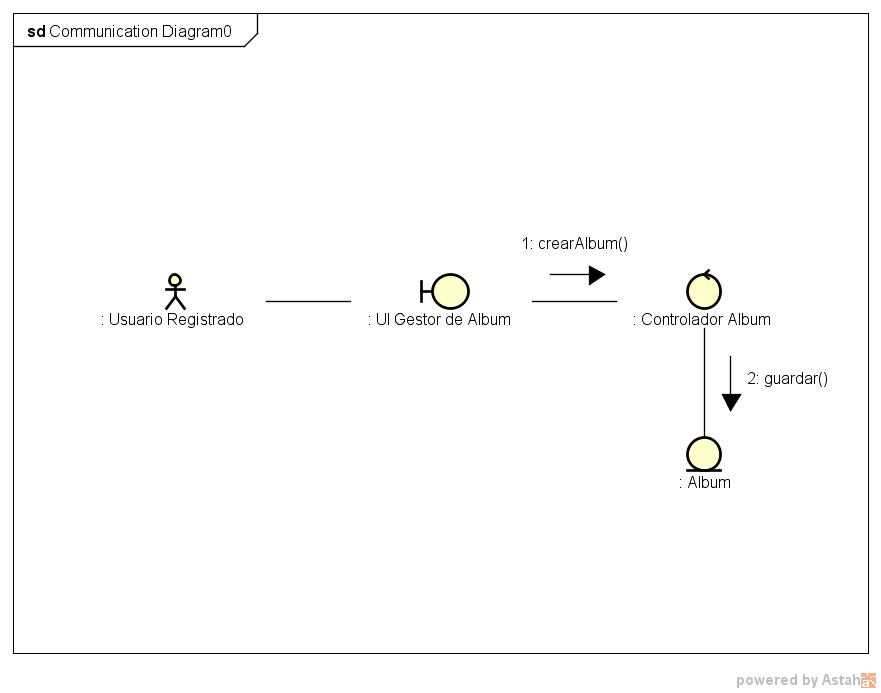 sd Communication Diagram0
1: crearAlbum()
: Usuario Registrado
: UI Gestor de Album
: Controlador Album
2: guardar()
: Album
powered by Astah